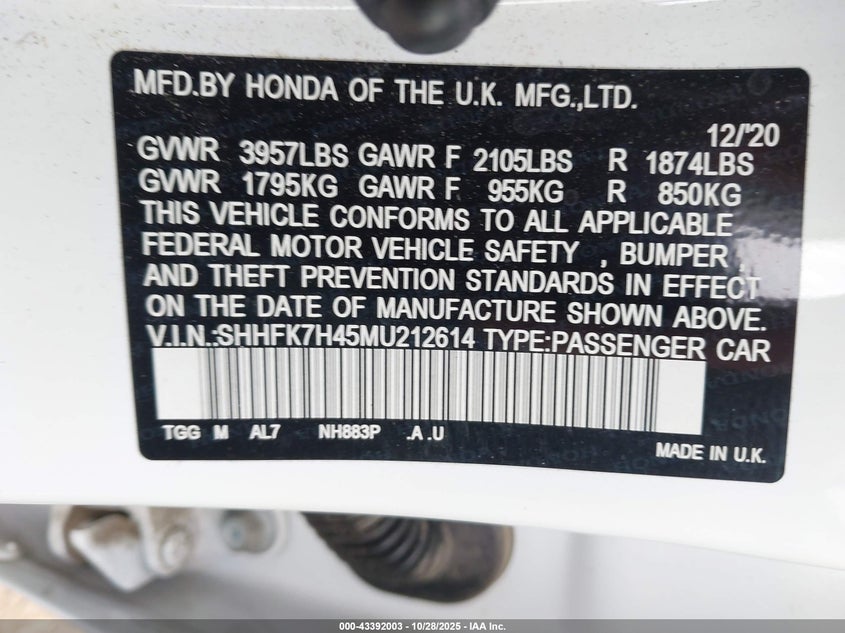 MFD.BY HONDA OF THE U.K. MFG.,LTD.
12/'20
GVWR 3957LBS GAWR F 2105LBS R 1874LBS
GVWR 1795KG GAWR F 955KG R 850KG
THIS VEHICLE CONFORMS TO ALL APPLICABLE
FEDERAL MOTOR VEHICLE SAFETY , BUMPER ,
AND THEFT PREVENTION STANDARDS IN EFFECT
ON THE DATE OF MANUFACTURE SHOWN ABOVE.
V.I.N.:SHHFK7H45MU212614 TYPE:PASSENGER CAR
TGG M AL7 NH883P .A .U
MADE IN U.K.
000-43392003 | 10/28/2025 - IAA Inc.